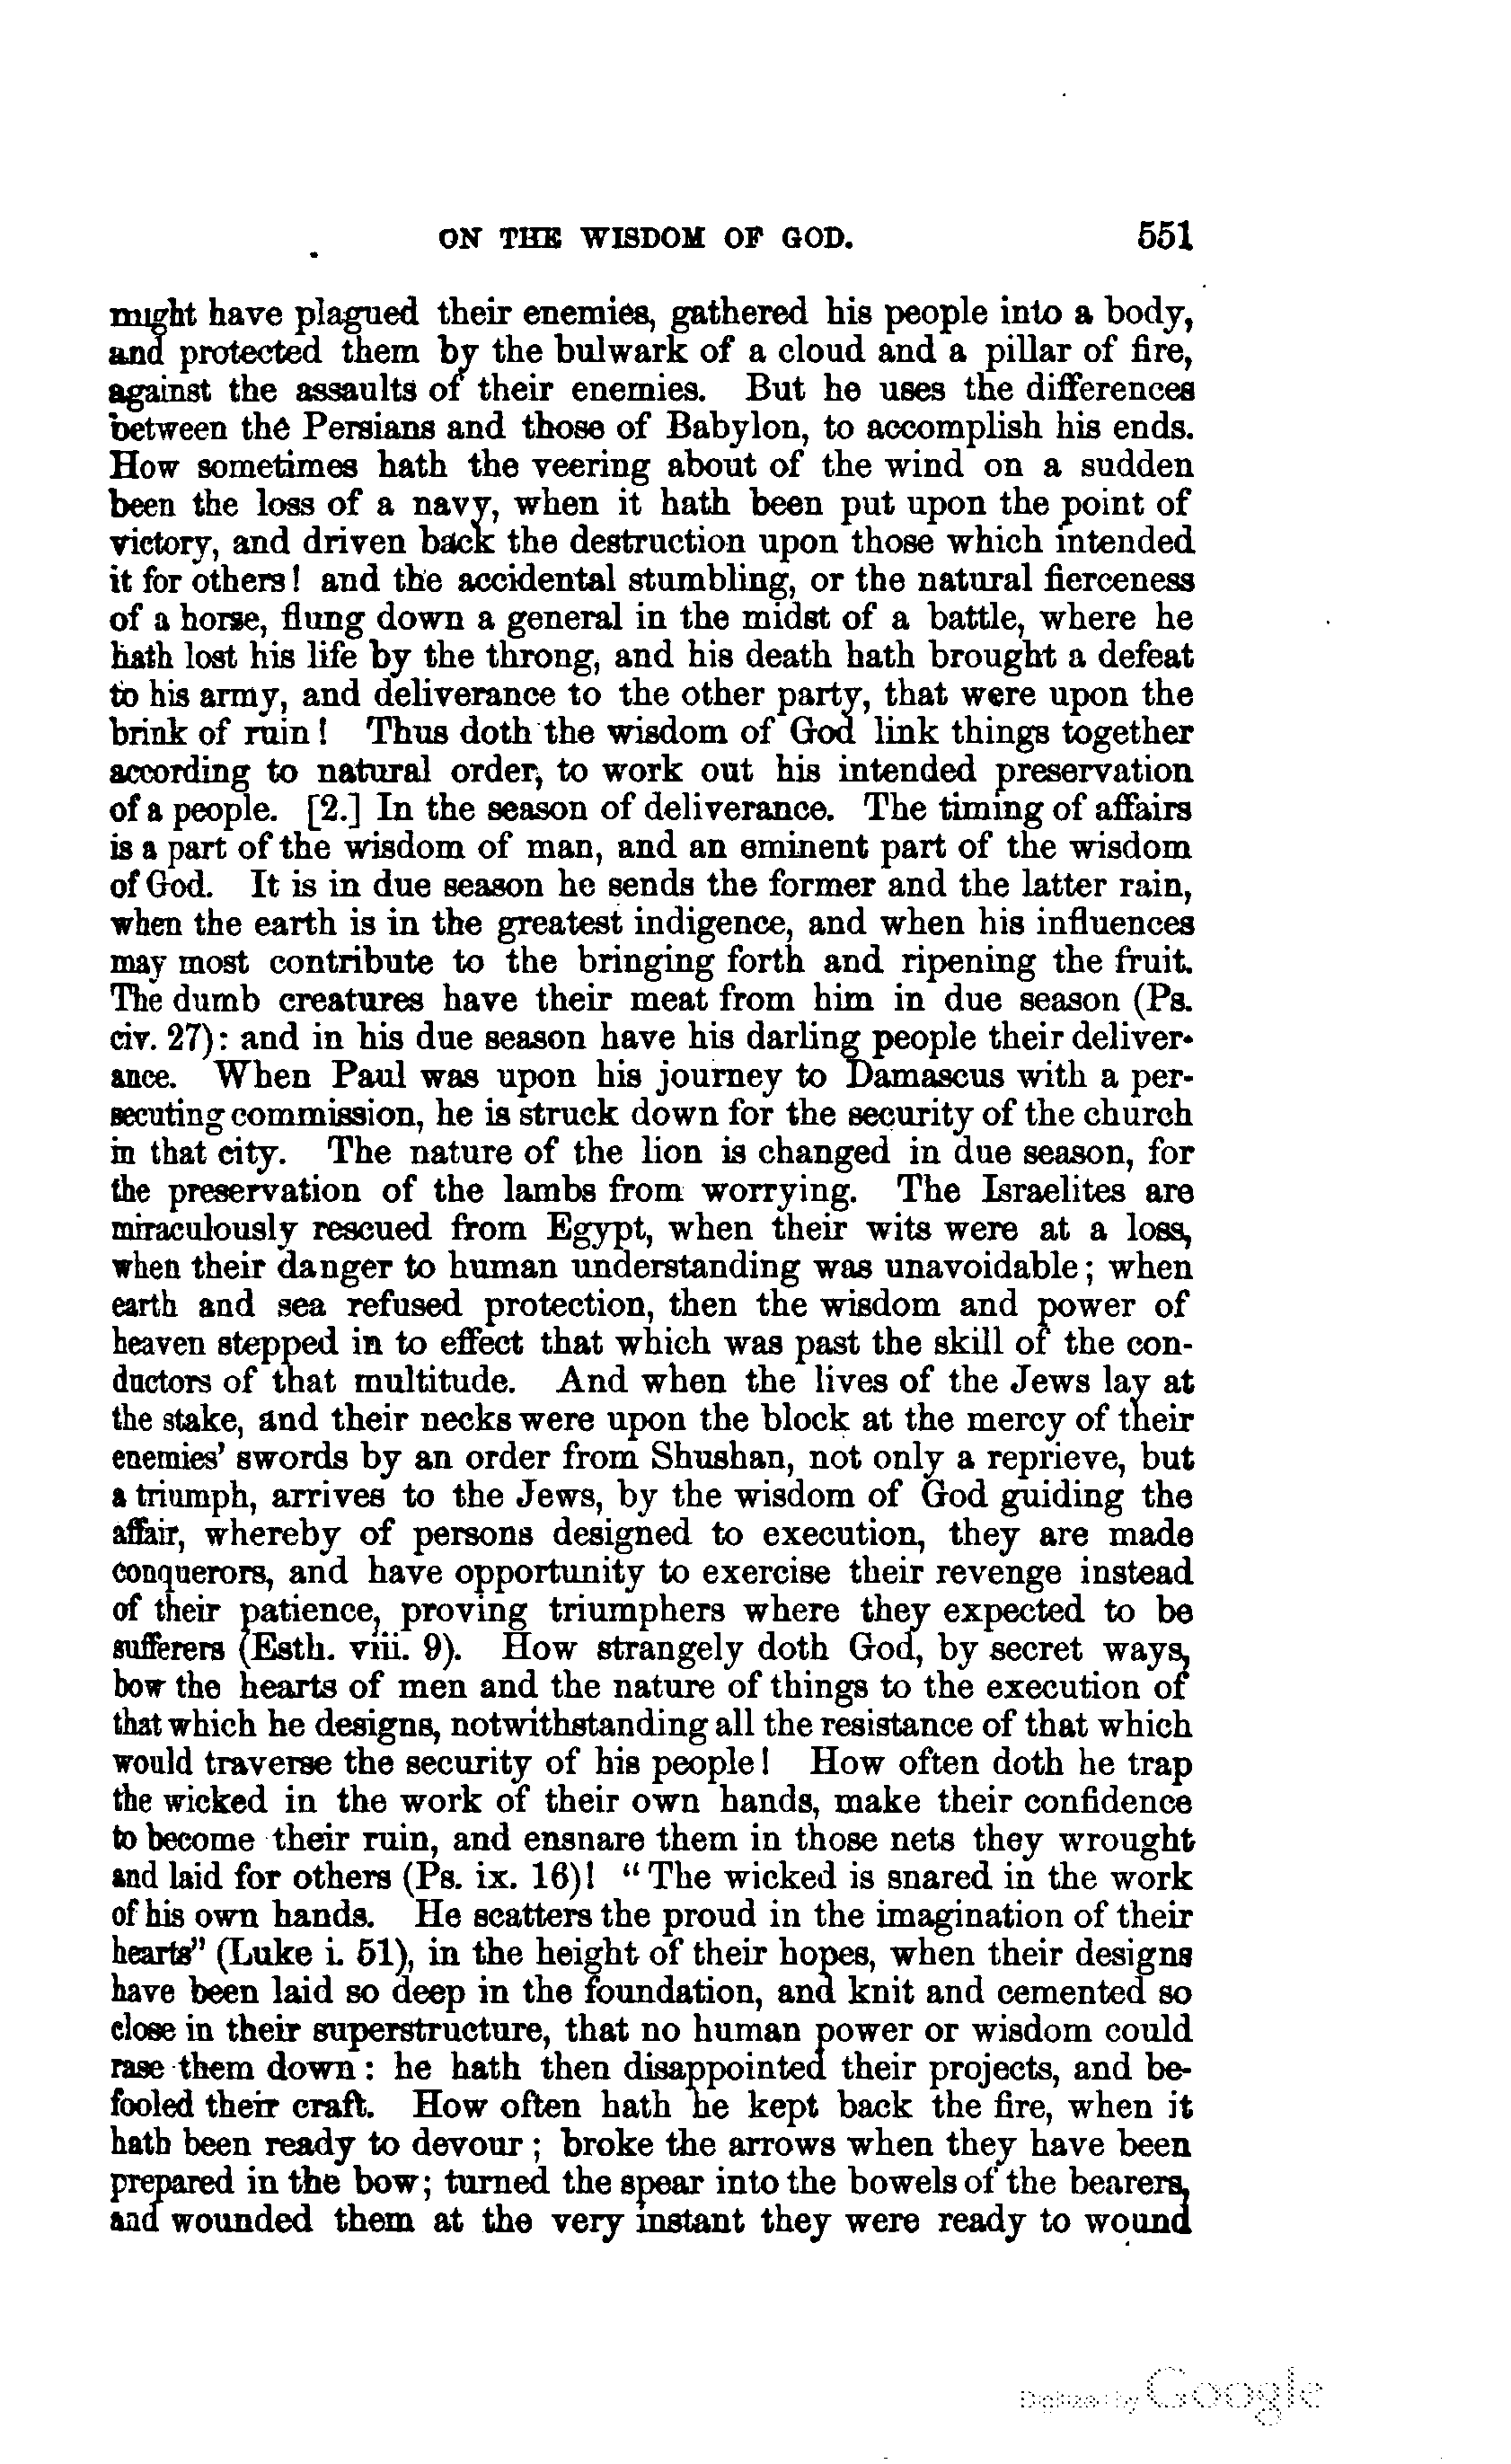 ON THE WISDOM OF GOD. 551
might have plagued their enemies, gathered his people into a body,
and protected them by the bulwark of a cloud and a pillar of fire,
against the assaults of their enemies. But he uses the differences
between the Persians and those of Babylon, to accomplish his ends.
How sometimes hath the veering about of the wind on a sudden
been the loss of a navy, when it hath been put upon the point of
victory, and driven back the destruction upon those which intended
it for others! and the accidental stumbling, or the natural fierceness
of a horse, flung down a general in the midst of a battle, where he
hath lost his life by the throng, and his death hath brought a defeat
to his army, and deliverance to the other party, that were upon the
brink of ruin! Thus doth the wisdom of God link things together
according to natural order, to work out his intended preservation
of a people. [2.] In the season of deliverance. The timing of affairs
is a part of the wisdom of man, and an eminent part of the wisdom
of God. It is in due season he sends the former and the latter rain,
when the earth is in the greatest indigence, and when his influences
may most contribute to the bringing forth and ripening the fruit.
The dumb creatures have their meat from him in due season (Ps.
civ. 27): and in his due season have his darling people their deliver-
ance. When Paul was upon his journey to Damascus with a per-
secuting commission, he is struck down for the security of the church
in that city. The nature of the lion is changed in due season, for
the preservation of the lambs from worrying. The Israelites are
miraculously rescued from Egypt, when their wits were at a loss,
when their danger to human understanding was unavoidable; when
earth and sea refused protection, then the wisdom and power of
heaven stepped in to effect that which was past the skill of the con-
ductors of that multitude. And when the lives of the Jews lay at
the stake, and their necks were upon the block at the mercy of their
enemies' swords by an order from Shushan, not only a reprieve, but
a triumph, arrives to the Jews, by the wisdom of God guiding the
affair, whereby of persons designed to execution, they are made
conquerors, and have opportunity to exercise their revenge instead
of their patience, proving triumphers where they expected to be
sufferers (Esth. viii. 9). How strangely doth God, by secret ways,
bow the hearts of men and the nature of things to the execution of
that which he designs, notwithstanding all the resistance of that which
would traverse the security of his people! How often doth he trap
the wicked in the work of their own hands, make their confidence
to become their ruin, and ensnare them in those nets they wrought
and laid for others (Ps. ix. 16)! "The wicked is snared in the work
of his own hands. He scatters the proud in the imagination of their
hearts" (Luke i. 51), in the height of their hopes, when their designs
have been laid so deep in the foundation, and knit and cemented so
close in their superstructure, that no human power or wisdom could
rase them down: he hath then disappointed their projects, and be-
fooled their craft. How often hath he kept back the fire, when it
hath been ready to devour; broke the arrows when they have been
prepared in the bow; turned the spear into the bowels of the bearers,
and wounded them at the very instant they were ready to wound
Digitized by Google